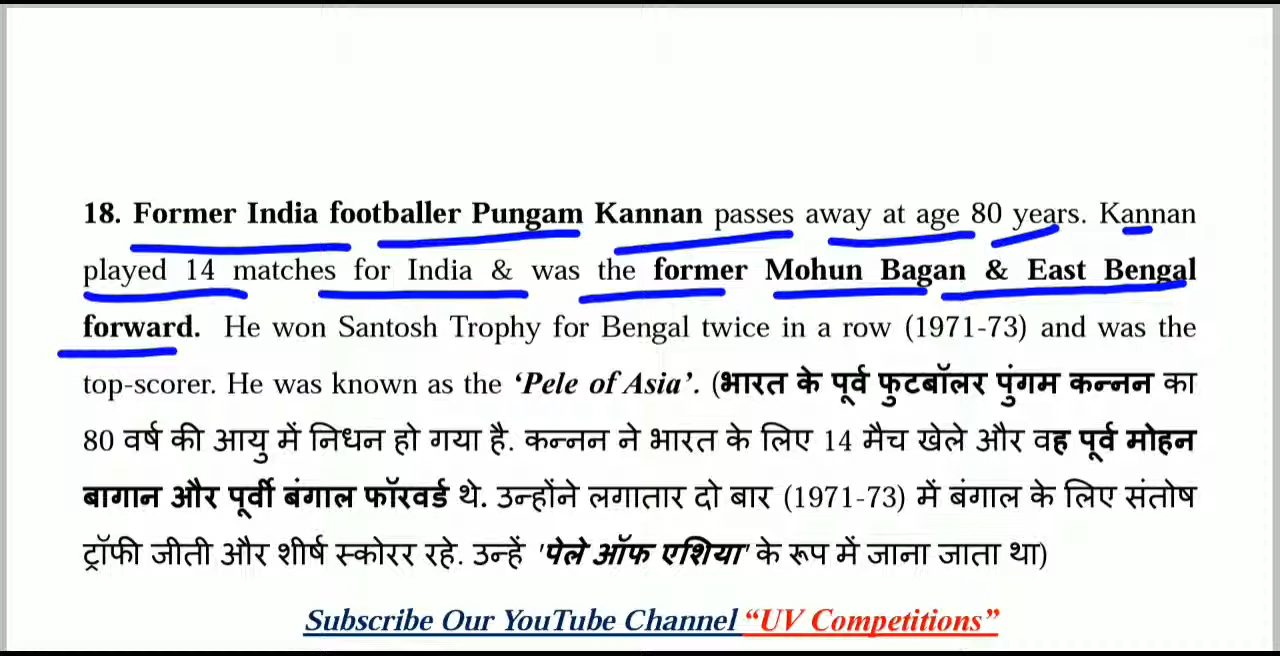 18. Former India footballer Pungam Kannan passes away at age 80 years. Kannan
played 14 matches for India & was the former Mohun Bagan & East Bengal
forward. He won Santosh Trophy for Bengal twice in a row (1971-73) and was the
top-scorer. He was known as the ‘Pele of Asia’. (भारत के पूर्व फुटबॉलर पुंगम कन्नन का
80 वर्ष की आयु में निधन हो गया है. कन्नन ने भारत के लिए 14 मैच खेले और वह पूर्व मोहन
बागान और पूर्वी बंगाल फॉरवर्ड थे. उन्होंने लगातार दो बार (1971-73) में बंगाल के लिए संतोष
ट्रॉफी जीती और शीर्ष स्कोरर रहे. उन्हें 'पेले ऑफ एशिया' के रूप में जाना जाता था)
Subscribe Our YouTube Channel “UV Competitions”